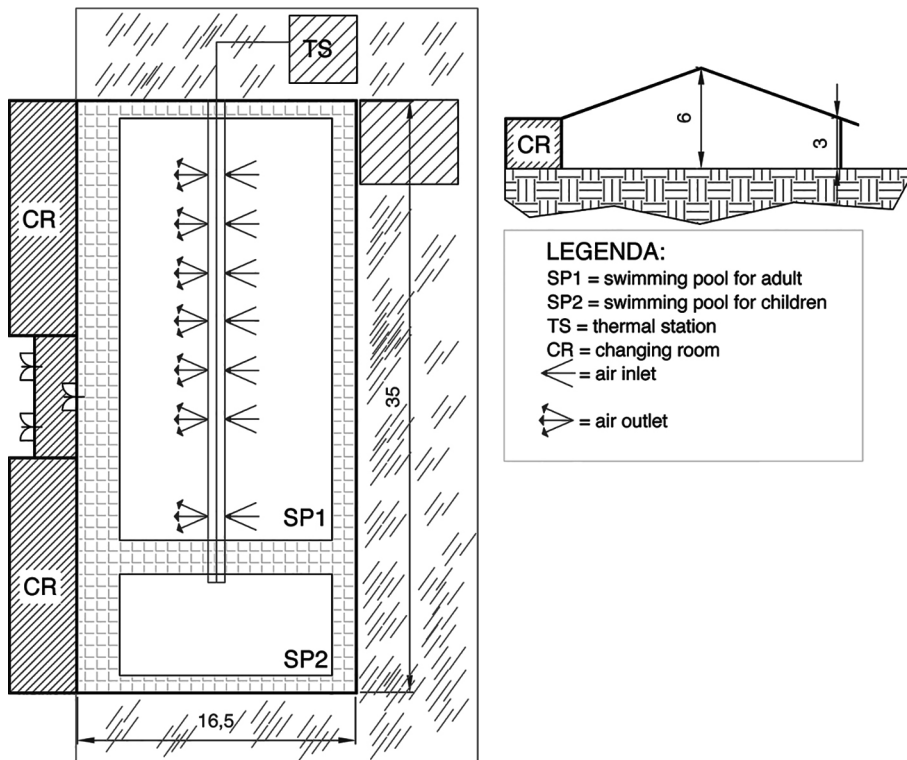 TS
CR
CR
SP1
SP2
35
16,5
CR
6
3
LEGENDA:
SP1 = swimming pool for adult
SP2 = swimming pool for children
TS = thermal station
CR = changing room
= air inlet
= air outlet